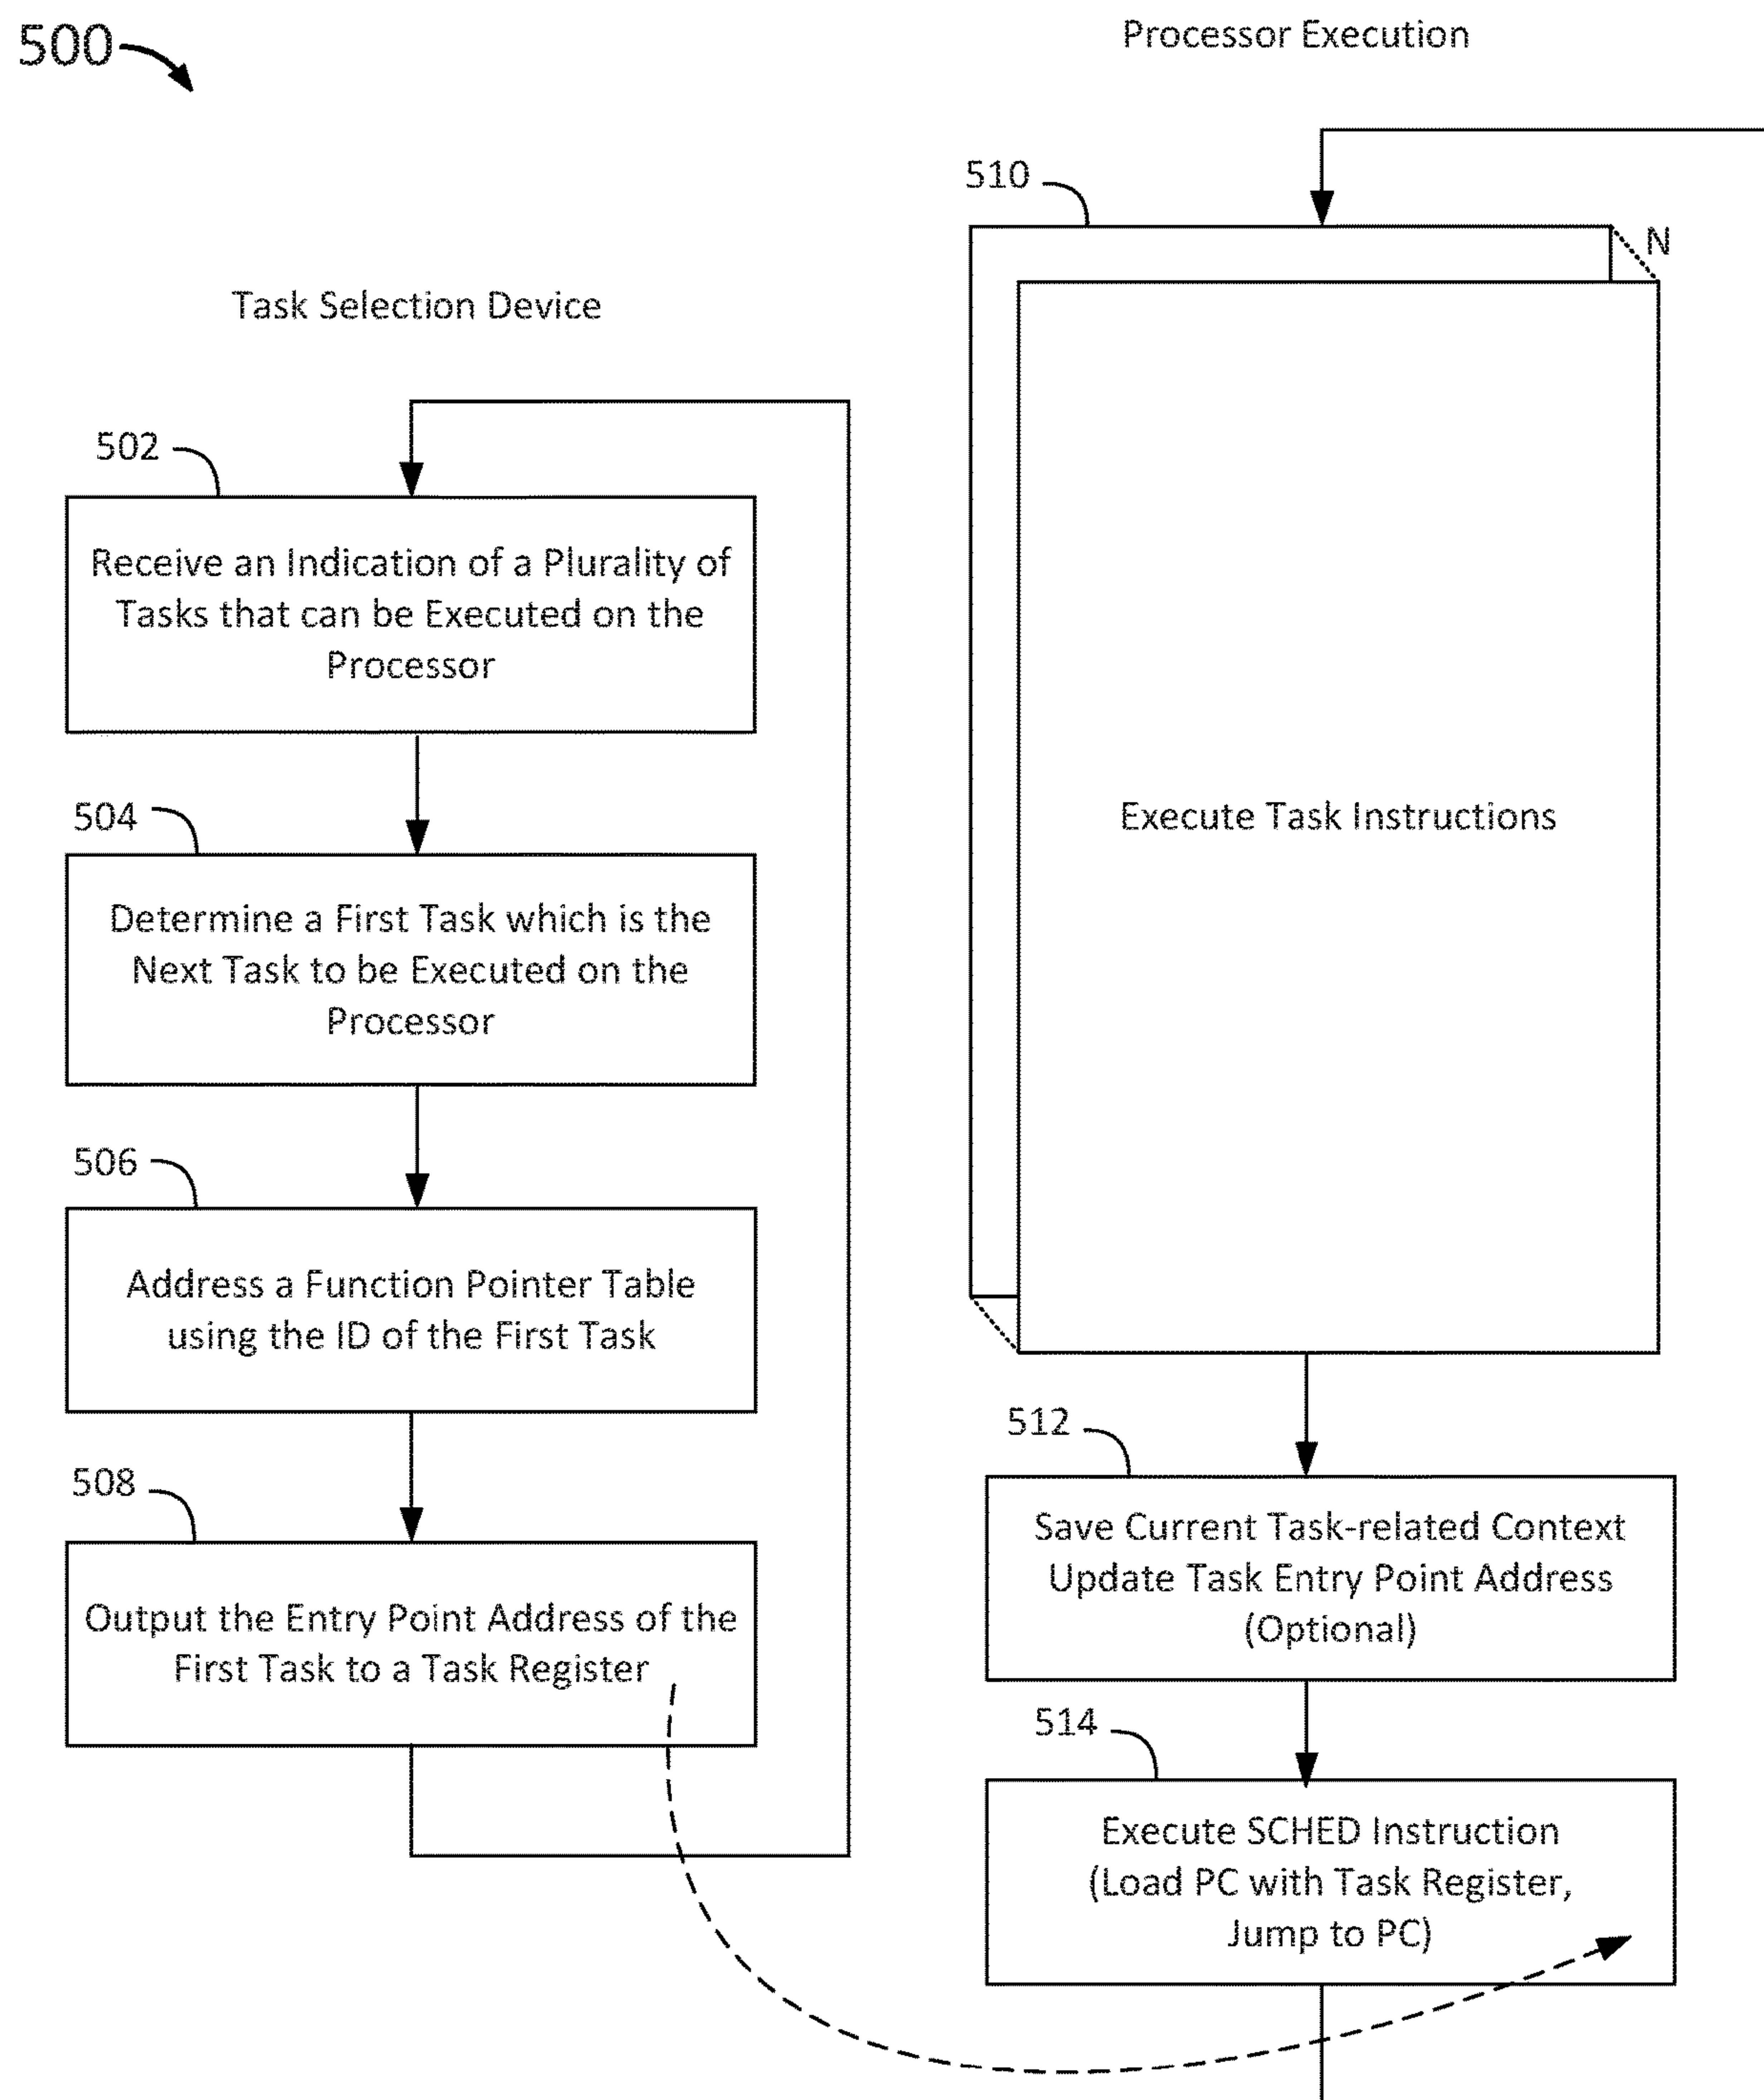 500
Processor Execution
510
N
Task Selection Device
502
Receive an Indication of a Plurality of
Tasks that can be Executed on the
Processor
504
Determine a First Task which is the
Next Task to be Executed on the
Processor
506
Address a Function Pointer Table
using the ID of the First Task
508
Output the Entry Point Address of the
First Task to a Task Register
Execute Task Instructions
512
Save Current Task-related Context
Update Task Entry Point Address
(Optional)
514
Execute SCHED Instruction
(Load PC with Task Register,
Jump to PC)